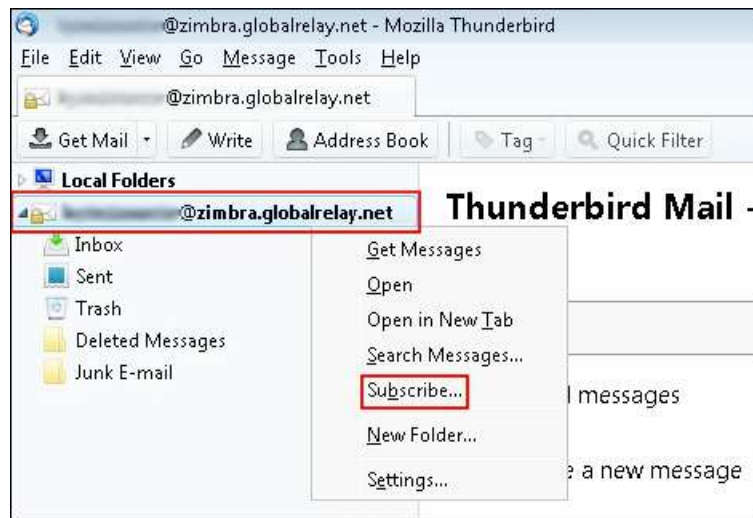 @zimbra.globalrelay.net - Mozilla Thunderbird
File Edit View Go Message Tools Help
@zimbra.globalrelay.net
Get Mail Write Address Book Tag Quick Filter
Local Folders
@zimbra.globalrelay.net
Inbox
Sent
Trash
Deleted Messages
Junk E-mail
Get Messages
Open
Open in New Tab
Search Messages...
Subscribe...
New Folder...
Settings...
Thunderbird Mail -
messages
a new message